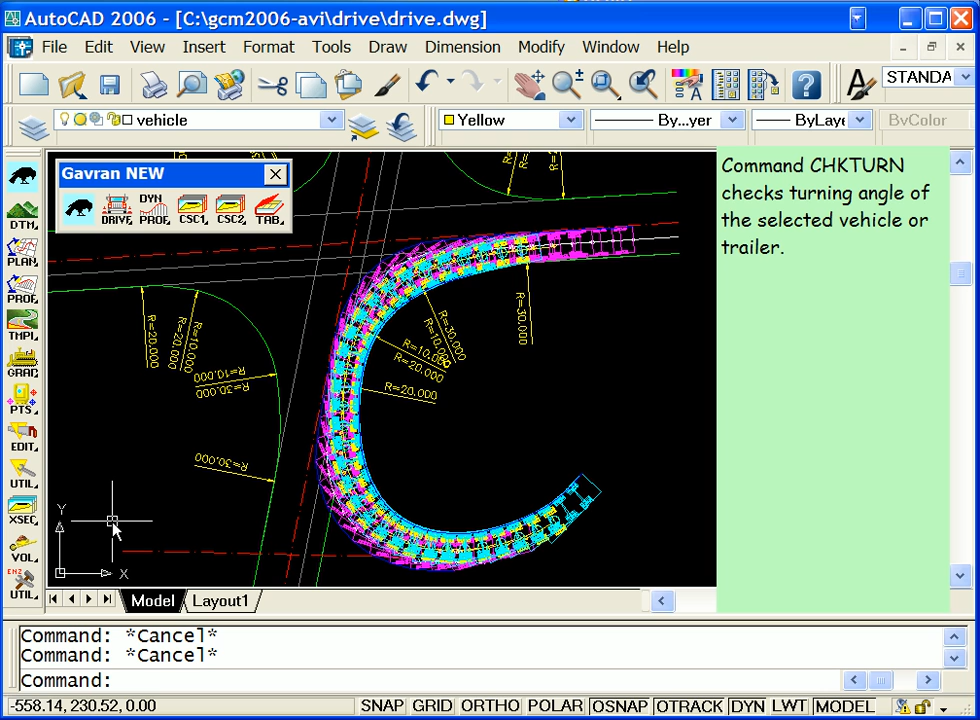 AutoCAD 2006 - [C:\gcm2006-avi\drive\drive.dwg]
File Edit View Insert Format Tools Draw Dimension Modify Window Help
STANDA
vehicle
Yellow
By...yer
ByLaye
ByColor
Gavran NEW
DRIVE
DYN
PROF.
CSC1.
CSC2.
TAB.
Command CHKTURN
checks turning angle of
the selected vehicle or
trailer.
DTM.
PLAN.
PROF.
TMPL
GRAD
PTS.
EDIT.
UTIL.
XSEC.
VOL.
ENZ
UTIL.
R=20.000
R=20.000
R=10.000
R=10.000
R=30.000
R=30.000
R=30.000
R=10.000
R=20.000
R=20.000
R=30.000
Y
X
Model
Layout1
Command: *Cancel*
Command: *Cancel*
Command:
-558.14, 230.52, 0.00
SNAP GRID ORTHO POLAR OSNAP OTRACK DYN LWT MODEL